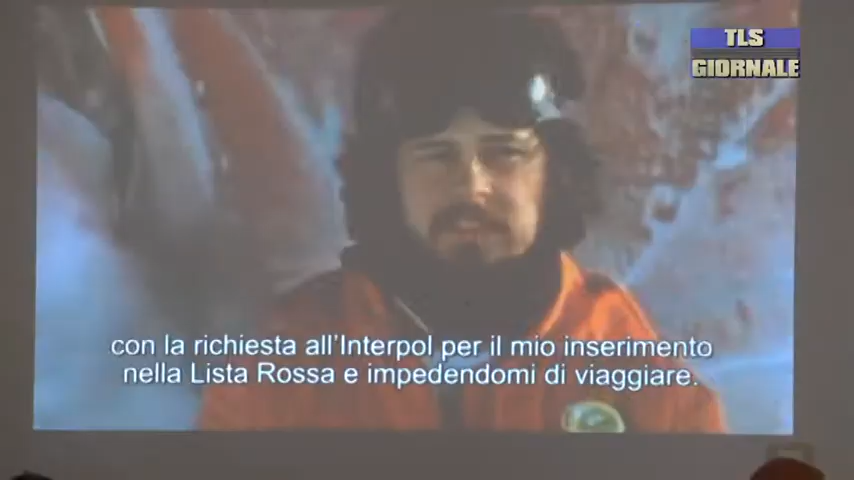 TLS
GIORNALE
con la richiesta all'Interpol per il mio inserimento
nella Lista Rossa e impedendomi di viaggiare.